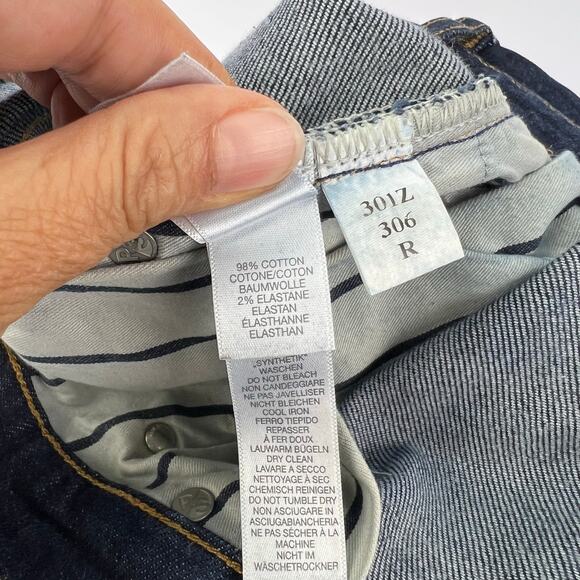 98% COTTON
COTONE/COTON
BAUMWOLLE
2% ELASTANE
ELASTAN
ÉLASTHANNE
ELASTHAN
„SYNTHETIK"
WASCHEN
DO NOT BLEACH
NON CANDEGGIARE
NE PAS JAVELLISER
NICHT BLEICHEN
COOL IRON
FERRO TIEPIDO
REPASSER
À FER DOUX
LAUWARM BÜGELN
DRY CLEAN
LAVARE A SECCO
NETTOYAGE À SEC
CHEMISCH REINIGEN
DO NOT TUMBLE DRY
NON ASCIUGARE IN
ASCIUGABIANCHERIA
NE PAS SÉCHER À LA
MACHINE
NICHT IM
WÄSCHETROCKNER
301Z
306
R